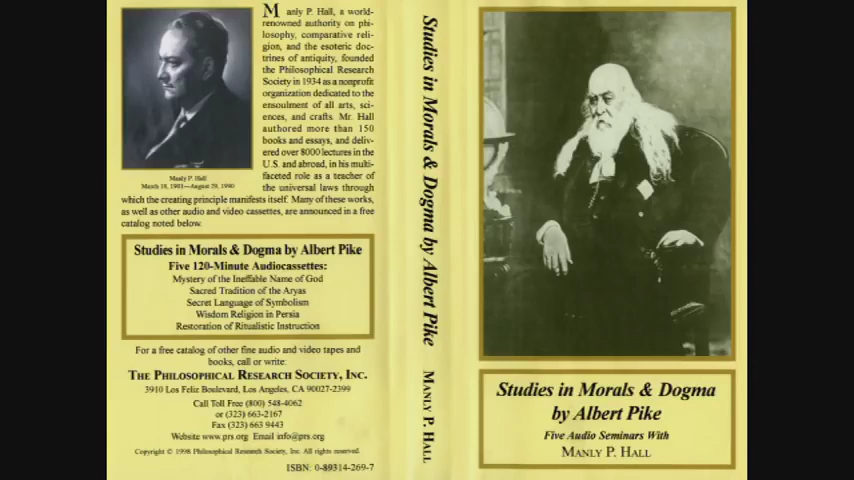 Manly P. Hall, a world-
renowned authority on phi-
losophy, comparative reli-
gion, and the esoteric doc-
trines of antiquity, founded
the Philosophical Research
Society in 1934 as a nonprofit
organization dedicated to the
ensoulment of all arts, sci-
ences, and crafts. Mr. Hall
authored more than 150
books and essays, and deliv-
ered over 8000 lectures in the
U.S. and abroad, in his multi-
faceted role as a teacher of
the universal laws through
which the creating principle manifests itself. Many of these works,
as well as other audio and video cassettes, are announced in a free
catalog noted below.
Manly P. Hall
March 18, 1901—August 29, 1990
Studies in Morals & Dogma by Albert Pike
Five 120-Minute Audiocassettes:
Mystery of the Ineffable Name of God
Sacred Tradition of the Aryas
Secret Language of Symbolism
Wisdom Religion in Persia
Restoration of Ritualistic Instruction
For a free catalog of other fine audio and video tapes and
books, call or write:
THE PHILOSOPHICAL RESEARCH SOCIETY, INC.
3910 Los Feliz Boulevard, Los Angeles, CA 90027-2399
Call Toll Free (800) 548-4062
or (323) 663-2167
Fax (323) 663 9443
Website www.prs.org Email info@prs.org
Copyright © 1998 Philosophical Research Society, Inc. All rights reserved.
ISBN: 0-89314-269-7
Studies in Morals & Dogma by Albert Pike MANLY P. HALL
Studies in Morals & Dogma
by Albert Pike
Five Audio Seminars With
MANLY P. HALL